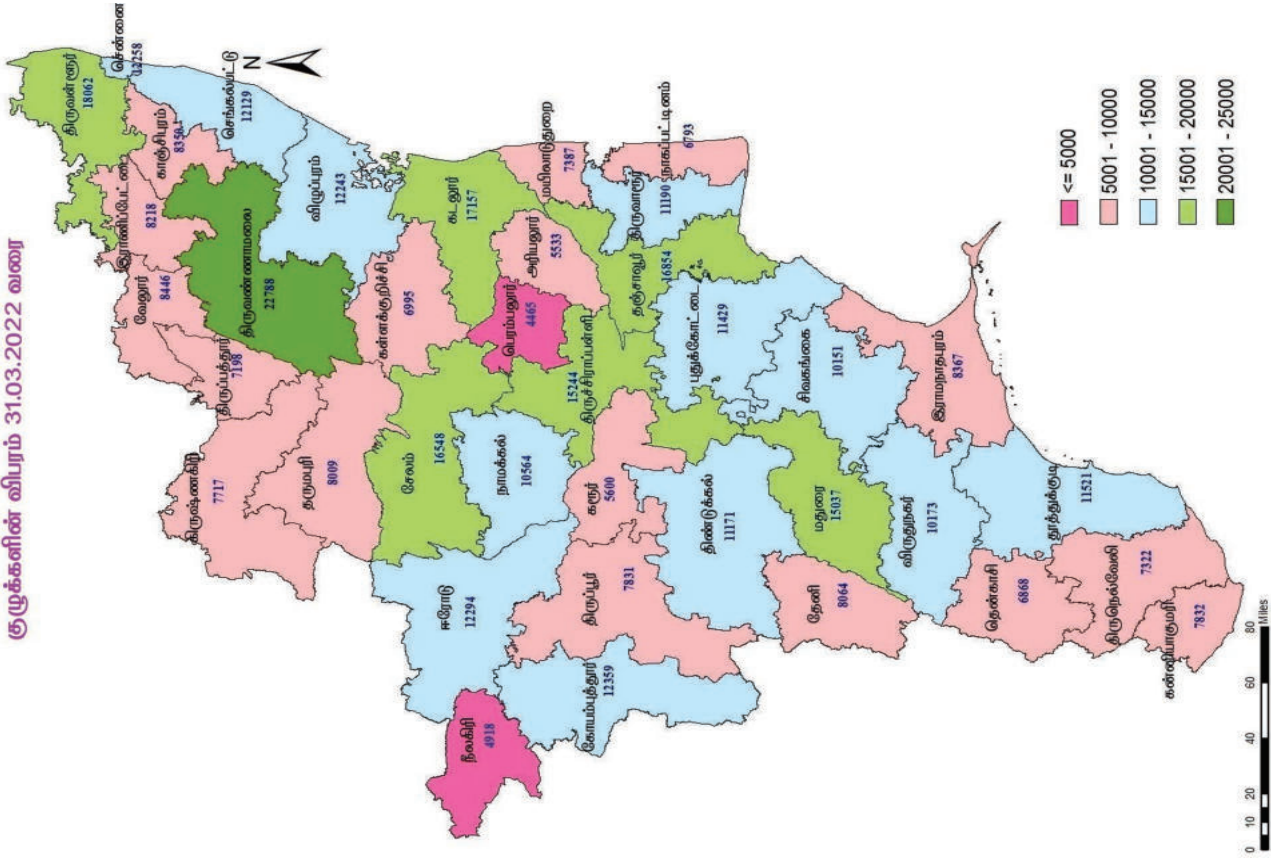 குழுக்களின் விபரம் 31.03.2022 வரை
திருவள்ளூர்
18062
சென்னை
12258
காஞ்சிபுரம்
8350
செங்கல்பட்டு
12129
N
இராணிப்பேட்டை
8218
வேலூர்
8446
திருப்பத்தூர்
7198
திருவண்ணாமலை
22788
விழுப்புரம்
12243
கிருஷ்ணகிரி
7717
தருமபுரி
8009
கள்ளக்குறிச்சி
6995
கடலூர்
17157
சேலம்
16548
நாமக்கல்
10564
பெரம்பலூர்
4465
அரியலூர்
5533
மயிலாடுதுறை
7387
ஈரோடு
12294
நீலகிரி
4918
கோயம்புத்தூர்
12359
திருப்பூர்
7831
கரூர்
5600
15244
திருச்சிராப்பள்ளி
தஞ்சாவூர்
16854
திருவாரூர்
11190
நாகப்பட்டினம்
6793
திண்டுக்கல்
11171
புதுக்கோட்டை
11429
சிவகங்கை
10151
மதுரை
15037
தேனி
8064
விருதுநகர்
10173
இராமநாதபுரம்
8367
தூத்துக்குடி
11521
தென்காசி
6868
திருநெல்வேலி
7322
கன்னியாகுமரி
7832
<= 5000
5001 - 10000
10001 - 15000
15001 - 20000
20001 - 25000
0 10 20 40 60 80
Miles